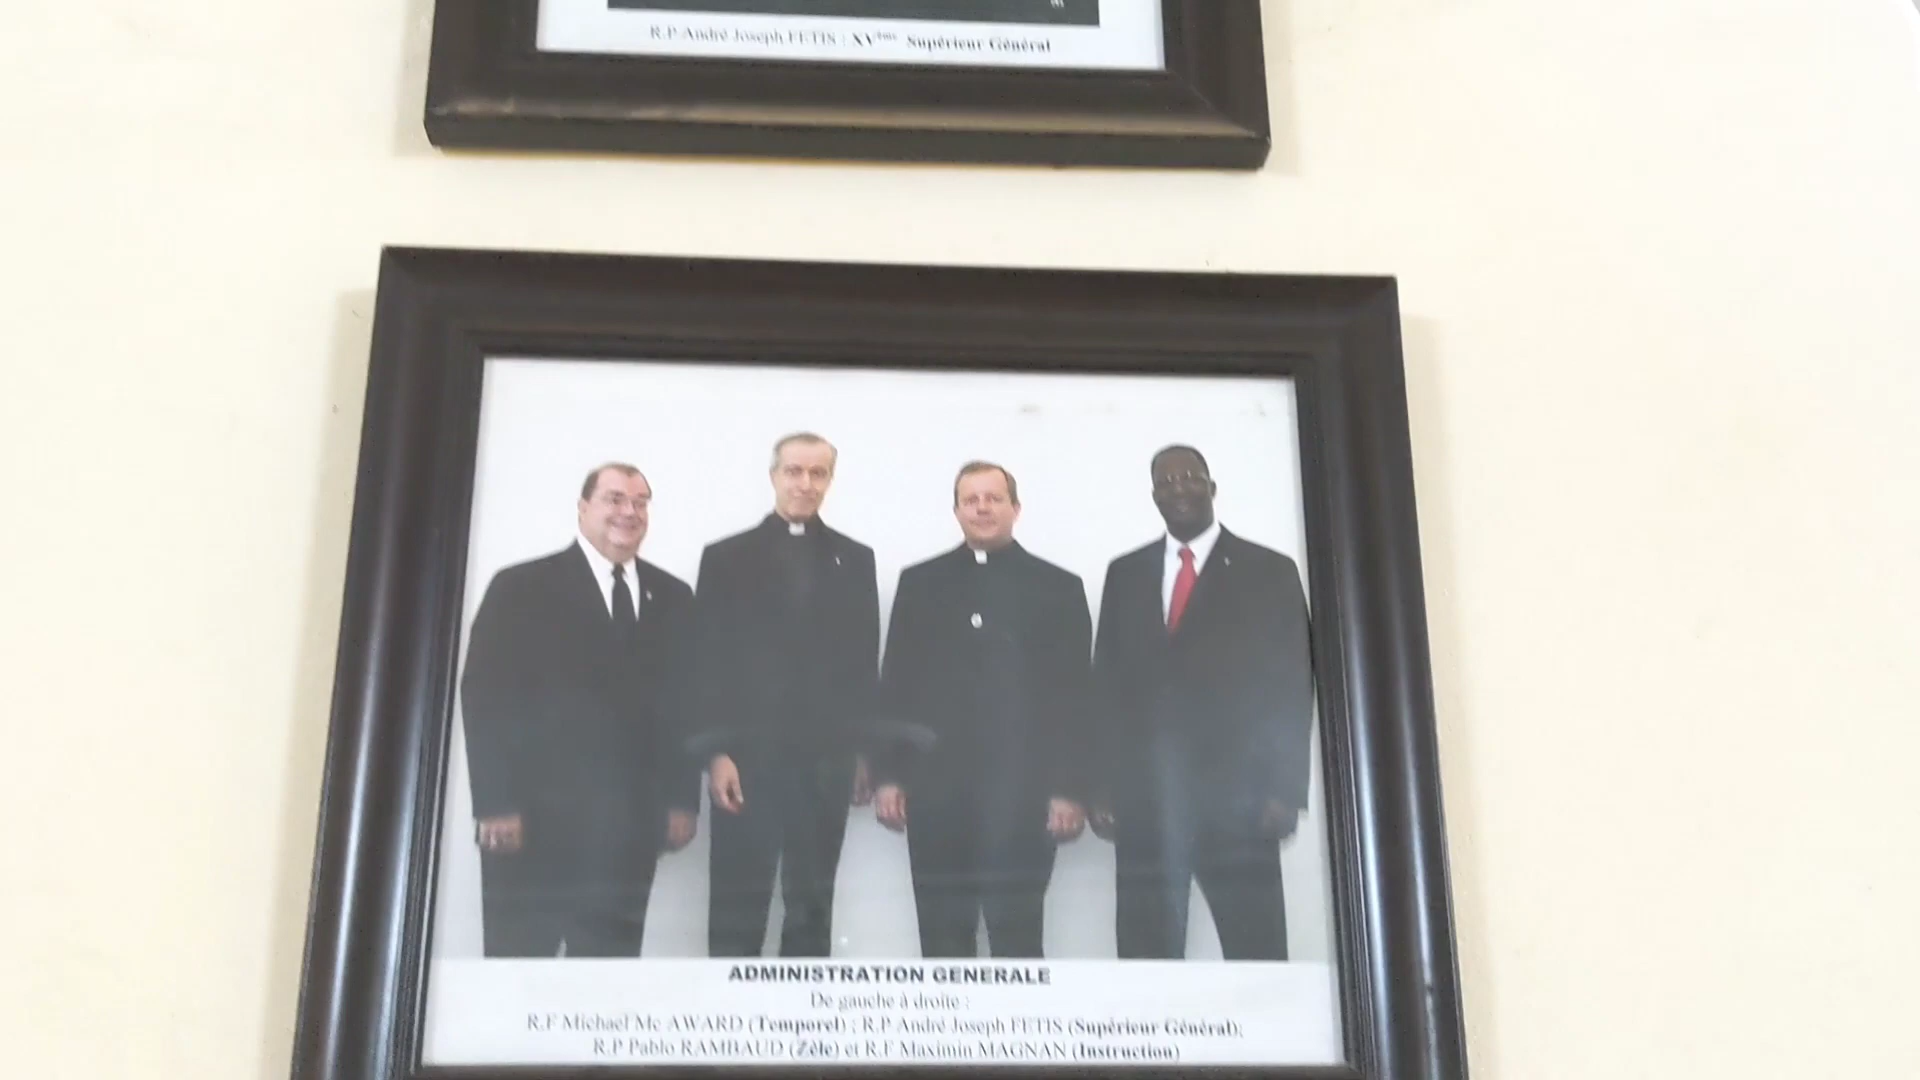 R.P André Joseph FETIS : XVème Supérieur Général
ADMINISTRATION GENERALE
De gauche à droite :
R.F Michael Mc AWARD (Temporel) ; R.P André Joseph FETIS (Supérieur Général);
R.P Pablo RAMBAUD (Zèle) et R.F Maximin MAGNAN (Instruction)